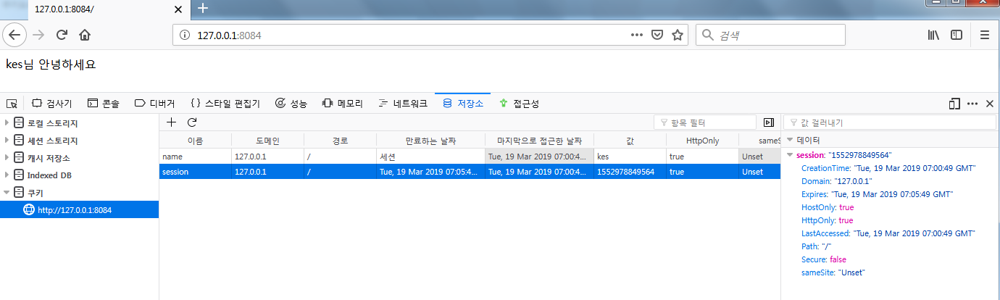 127.0.0.1:8084/
127.0.0.1:8084
검색
kes님 안녕하세요
검사기 콘솔 디버거 스타일 편집기 성능 메모리 네트워크 저장소 접근성
로컬 스토리지
세션 스토리지
캐시 저장소
Indexed DB
쿠키
http://127.0.0.1:8084
항목 필터
이름 도메인 경로 만료하는 날짜 마지막으로 접근한 날짜 값 HttpOnly sameS
name 127.0.0.1 / 세션 Tue, 19 Mar 2019 07:00:4... kes true Unset
session 127.0.0.1 / Tue, 19 Mar 2019 07:05:4... Tue, 19 Mar 2019 07:00:4... 1552978849564 true Unset
값 걸러내기
데이터
session: "1552978849564"
CreationTime: "Tue, 19 Mar 2019 07:00:49 GMT"
Domain: "127.0.0.1"
Expires: "Tue, 19 Mar 2019 07:05:49 GMT"
HostOnly: true
HttpOnly: true
LastAccessed: "Tue, 19 Mar 2019 07:00:49 GMT"
Path: "/"
Secure: false
sameSite: "Unset"